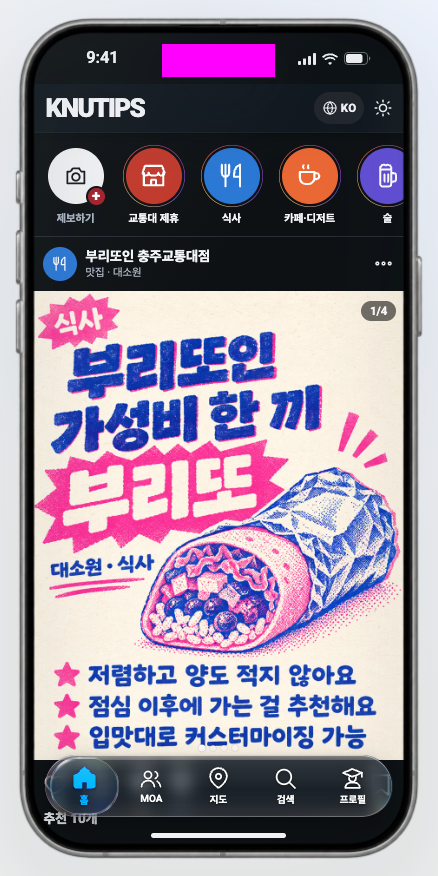 9:41
KNUTIPS
KO
제보하기
교통대 제휴
식사
카페·디저트
술
부리또인 충주교통대점
맛집 · 대소원
1/4
식사
부리또인
가성비 한 끼
부리또
대소원 · 식사
저렴하고 양도 적지 않아요
점심 이후에 가는 걸 추천해요
입맛대로 커스터마이징 가능
홈
MOA
지도
검색
프로필
추천 10개